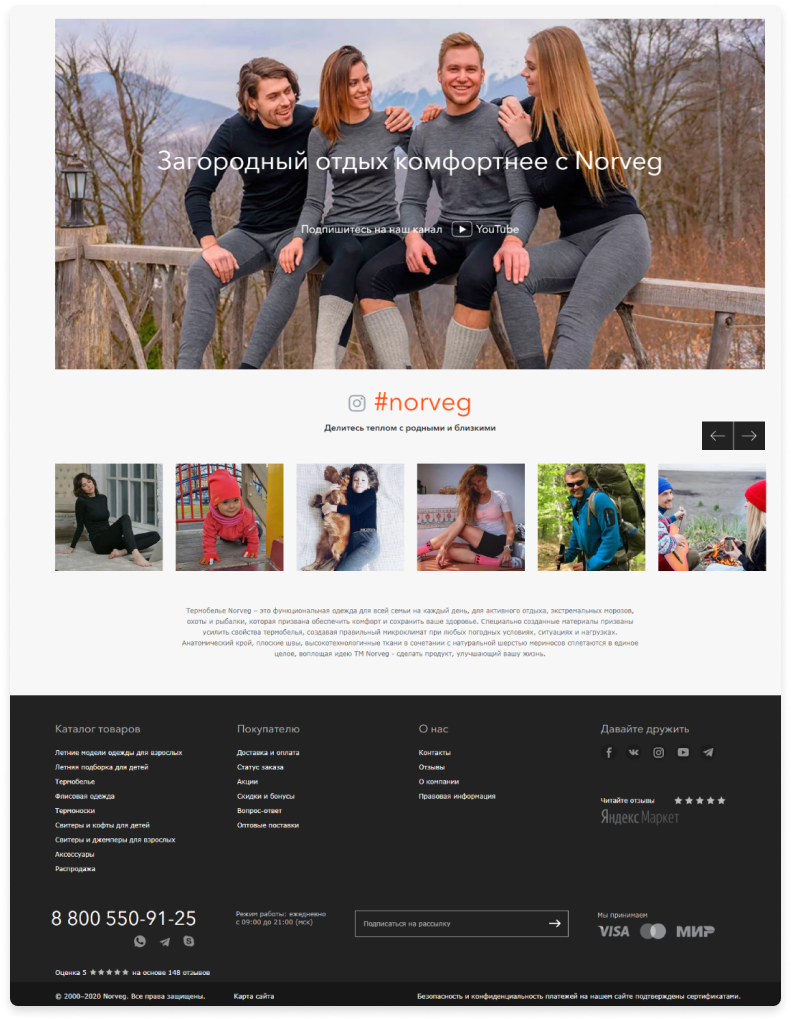 Загородный отдых комфортнее с Norveg
Подпишитесь на наш канал YouTube
#norveg
Делитесь теплом с родными и близкими
Термобелье Norveg – это функциональная одежда для всей семьи на каждый день, для активного отдыха, экстремальных морозов,
охоты и рыбалки, которая призвана обеспечить комфорт и сохранить ваше здоровье. Специально созданные материалы призваны
усилить свойства термобелья, создавая правильный микроклимат при любых погодных условиях, ситуациях и нагрузках.
Анатомический крой, плоские швы, высокотехнологичные ткани в сочетании с натуральной шерстью мериносов сплетаются в единое
целое, воплощая идею ТМ Norveg - сделать продукт, улучшающий вашу жизнь.
Каталог товаров
Летние модели одежды для взрослых
Летняя подборка для детей
Термобелье
Флисовая одежда
Термоноски
Свитеры и кофты для детей
Свитеры и джемперы для взрослых
Аксессуары
Распродажа
Покупателю
Доставка и оплата
Статус заказа
Акции
Скидки и бонусы
Вопрос-ответ
Оптовые поставки
О нас
Контакты
Отзывы
О компании
Правовая информация
Давайте дружить
Читайте отзывы ★★★★★
Яндекс Маркет
8 800 550-91-25
Режим работы: ежедневно
с 09:00 до 21:00 (мск)
Подписаться на рассылку
Мы принимаем
VISA МИР
Оценка 5 ★★★★★ на основе 148 отзывов
© 2000–2020 Norveg. Все права защищены.
Карта сайта
Безопасность и конфиденциальность платежей на нашем сайте подтверждены сертификатами.